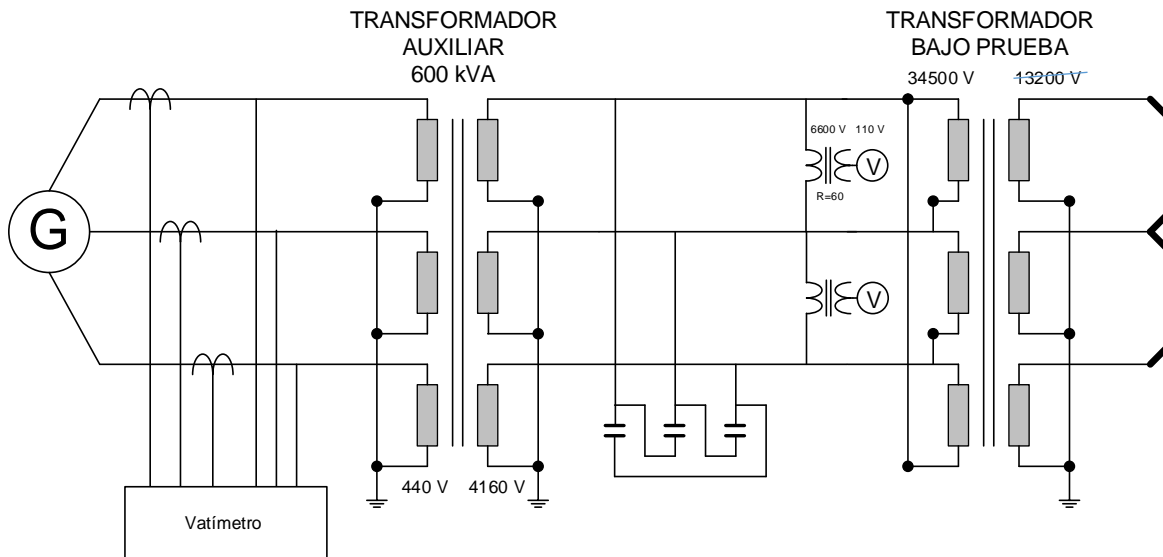 TRANSFORMADOR
AUXILIAR
600 kVA
TRANSFORMADOR
BAJO PRUEBA
34500 V
13200 V
6600 V 110 V
V
R=60
G
V
440 V
4160 V
Vatímetro